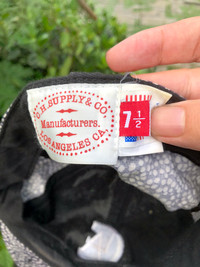 C.H. SUPPLY & CO
Manufacturers.
LOS ANGELES CA.
7 1/2